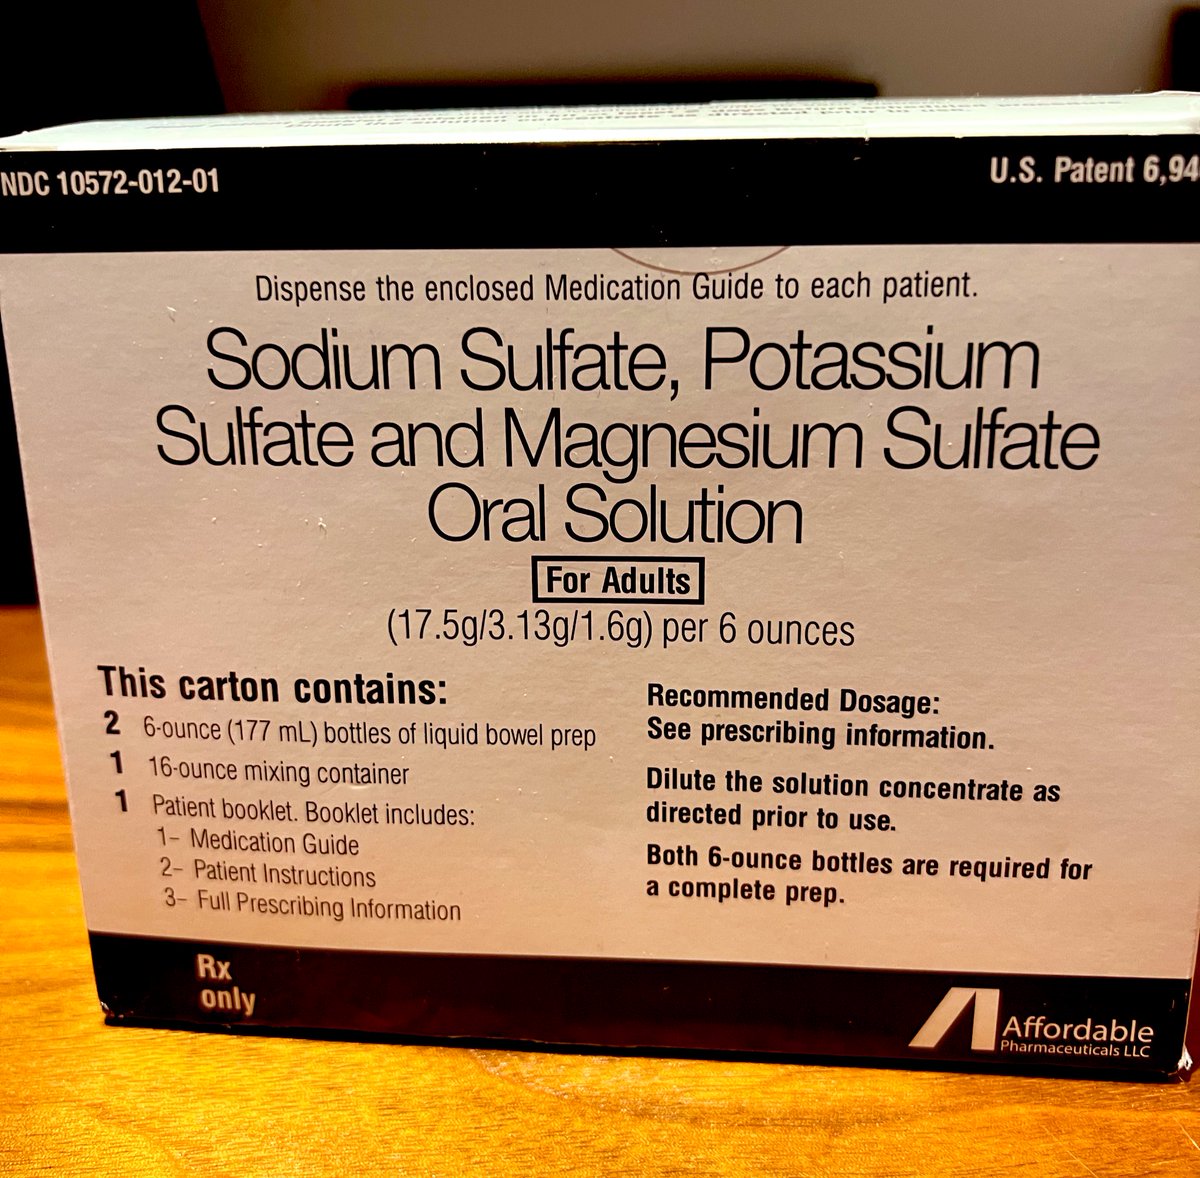 NDC 10572-012-01
U.S. Patent 6,94
Dispense the enclosed Medication Guide to each patient.
Sodium Sulfate, Potassium
Sulfate and Magnesium Sulfate
Oral Solution
For Adults
(17.5g/3.13g/1.6g) per 6 ounces
This carton contains:
2 6-ounce (177 mL) bottles of liquid bowel prep
1 16-ounce mixing container
1 Patient booklet. Booklet includes:
1- Medication Guide
2- Patient Instructions
3- Full Prescribing Information
Recommended Dosage:
See prescribing information.
Dilute the solution concentrate as
directed prior to use.
Both 6-ounce bottles are required for
a complete prep.
Rx
only
Affordable
Pharmaceuticals LLC